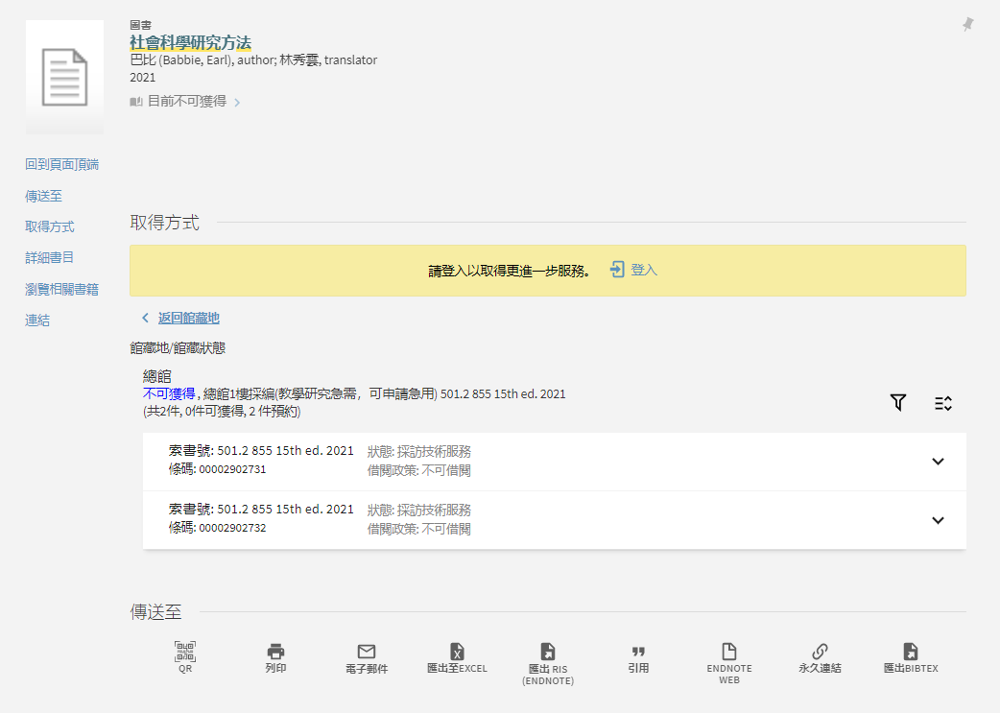 圖書
社會科學研究方法
巴比 (Babbie, Earl), author; 林秀雲, translator
2021
目前不可獲得
回到頁面頂端
傳送至
取得方式
詳細書目
瀏覽相關書籍
連結
取得方式
請登入以取得更進一步服務。 登入
返回館藏地
館藏地/館藏狀態
總館
不可獲得 , 總館1樓採編(教學研究急需，可申請急用) 501.2 855 15th ed. 2021
(共2件, 0件可獲得, 2 件預約)
索書號: 501.2 855 15th ed. 2021 狀態: 採訪技術服務
條碼: 00002902731 借閱政策: 不可借閱
索書號: 501.2 855 15th ed. 2021 狀態: 採訪技術服務
條碼: 00002902732 借閱政策: 不可借閱
傳送至
QR
列印
電子郵件
匯出至EXCEL
匯出 RIS
(ENDNOTE)
引用
ENDNOTE
WEB
永久連結
匯出BIBTEX